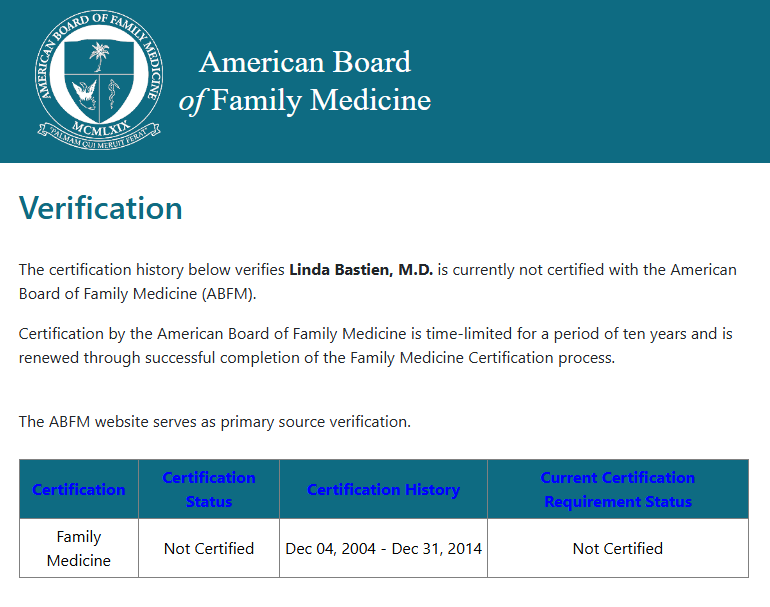 AMERICAN BOARD OF FAMILY MEDICINE
MCMLXIX
"PALMAM QUI MERUIT FERAT"
American Board
of Family Medicine
Verification
The certification history below verifies Linda Bastien, M.D. is currently not certified with the American
Board of Family Medicine (ABFM).
Certification by the American Board of Family Medicine is time-limited for a period of ten years and is
renewed through successful completion of the Family Medicine Certification process.
The ABFM website serves as primary source verification.
Certification
Certification
Status
Certification History
Current Certification
Requirement Status
Family
Medicine
Not Certified
Dec 04, 2004 - Dec 31, 2014
Not Certified